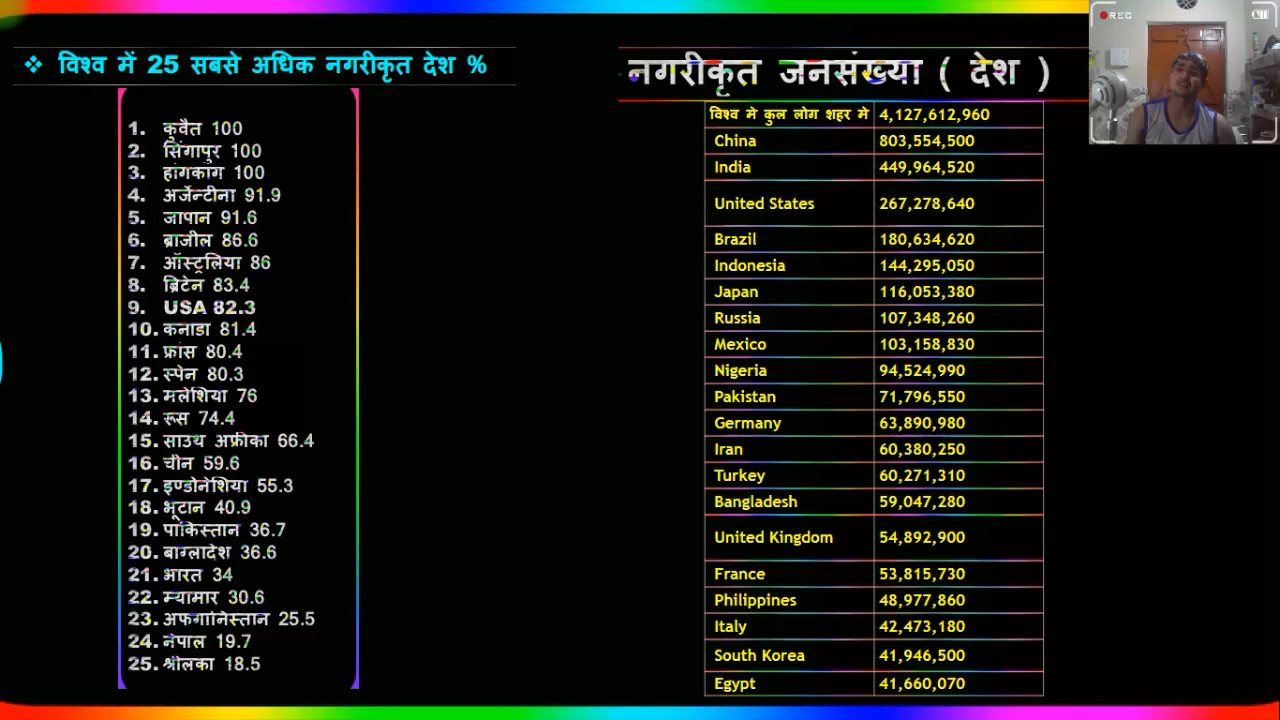 ❖ विश्व में 25 सबसे अधिक नगरीकृत देश %
1. कुवैत 100
2. सिंगापुर 100
3. हांगकांग 100
4. अर्जेन्टीना 91.9
5. जापान 91.6
6. ब्राजील 86.6
7. ऑस्ट्रलिया 86
8. ब्रिटेन 83.4
9. USA 82.3
10. कनाडा 81.4
11. फ्रांस 80.4
12. स्पेन 80.3
13. मलेशिया 76
14. रूस 74.4
15. साउथ अफ्रीका 66.4
16. चीन 59.6
17. इण्डोनेशिया 55.3
18. भूटान 40.9
19. पाकिस्तान 36.7
20. बाग्लादेश 36.6
21. भारत 34
22. म्यामार 30.6
23. अफगानिस्तान 25.5
24. नेपाल 19.7
25. श्रीलका 18.5
नगरीकृत जनसंख्या ( देश )
विश्व मे कुल लोग शहर मे 4,127,612,960
China 803,554,500
India 449,964,520
United States 267,278,640
Brazil 180,634,620
Indonesia 144,295,050
Japan 116,053,380
Russia 107,348,260
Mexico 103,158,830
Nigeria 94,524,990
Pakistan 71,796,550
Germany 63,890,980
Iran 60,380,250
Turkey 60,271,310
Bangladesh 59,047,280
United Kingdom 54,892,900
France 53,815,730
Philippines 48,977,860
Italy 42,473,180
South Korea 41,946,500
Egypt 41,660,070
REC